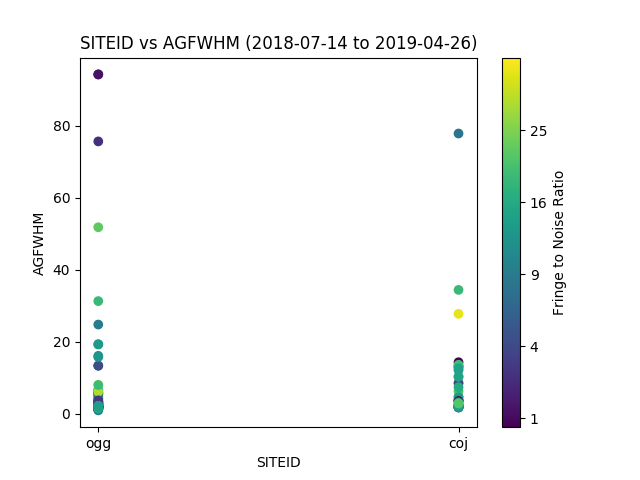 SITEID vs AGFWHM (2018-07-14 to 2019-04-26)
80
60
40
20
0
AGFWHM
ogg
coj
SITEID
25
16
9
4
1
Fringe to Noise Ratio